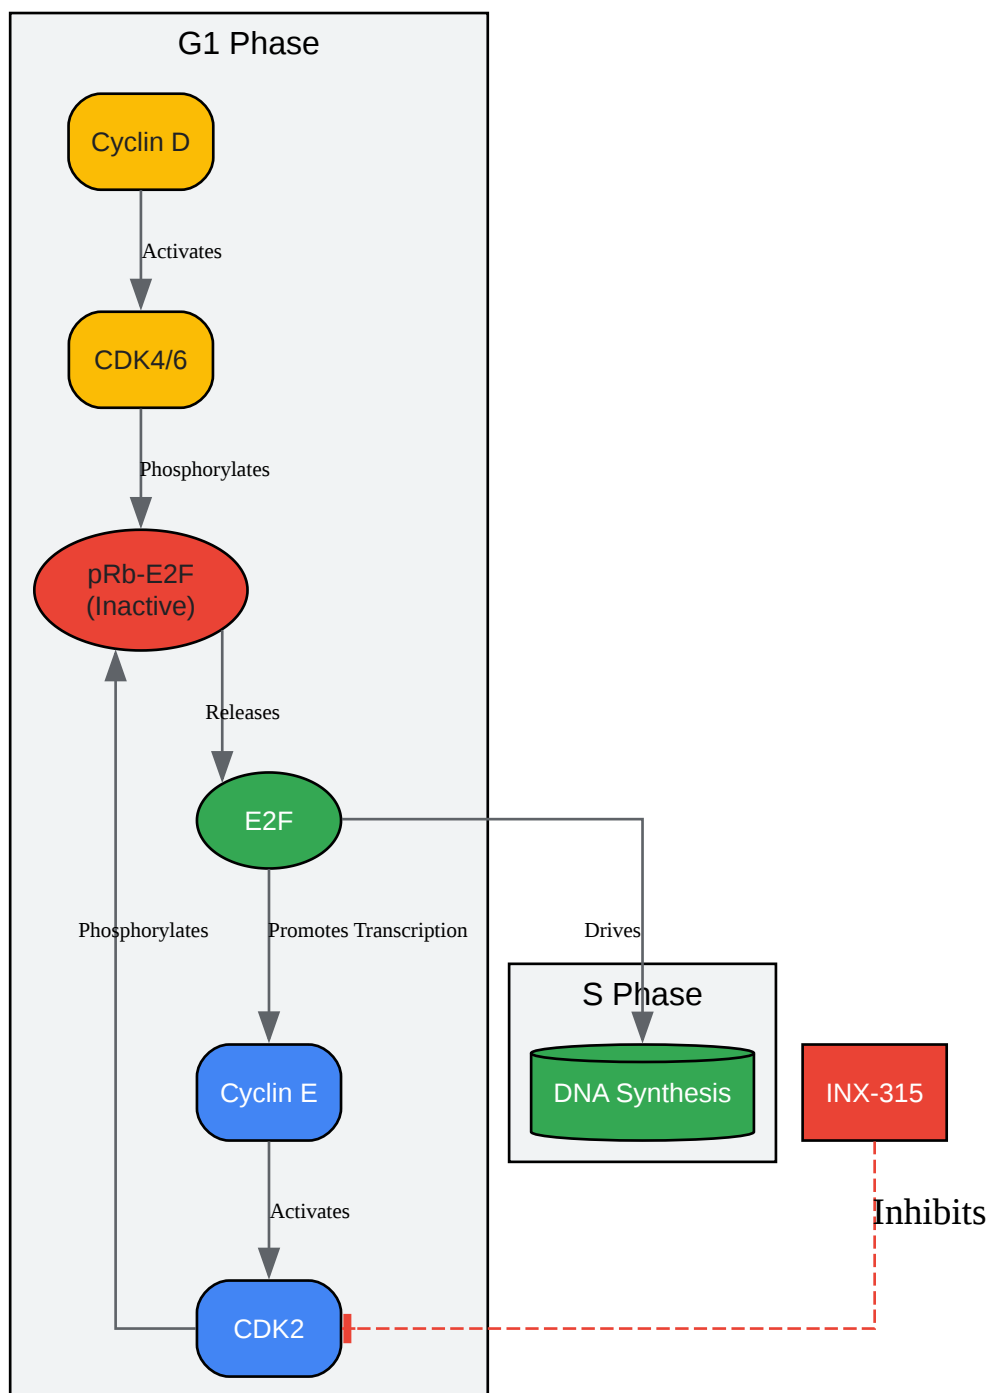 G1 Phase
Cyclin D
Activates
CDK4/6
Phosphorylates
pRb-E2F
(Inactive)
Releases
E2F
Phosphorylates
Promotes Transcription
Drives
S Phase
Cyclin E
DNA Synthesis
INX-315
Activates
Inhibits
CDK2